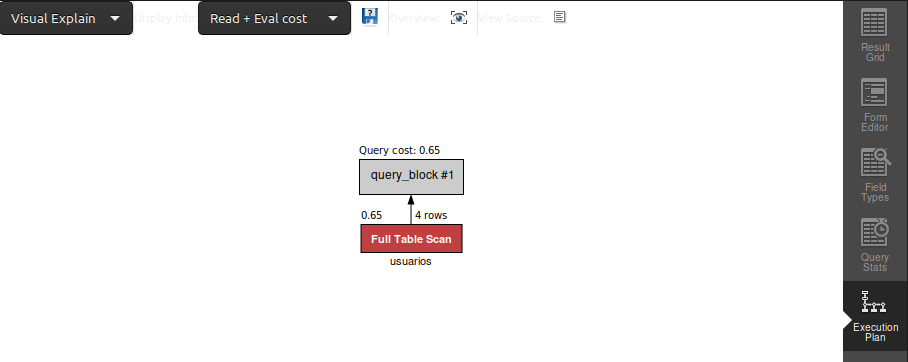 Visual Explain
Display Info:
Read + Eval cost
Overview:
View Source:
Query cost: 0.65
query_block #1
0.65
4 rows
Full Table Scan
usuarios
Result
Grid
Form
Editor
Field
Types
Query
Stats
Execution
Plan